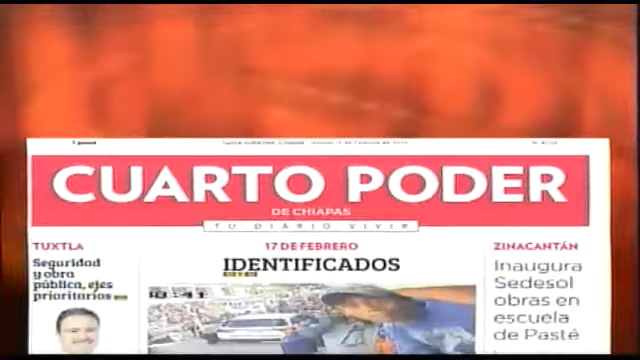 CUARTO PODER
DE CHIAPAS
TU DIARIO VIVIR
TUXTLA
Seguridad
y obra
pública, ejes
prioritarios
17 DE FEBRERO
IDENTIFICADOS
ZINACANTÁN
Inaugura
Sedesol
obras en
escuela
de Pasté